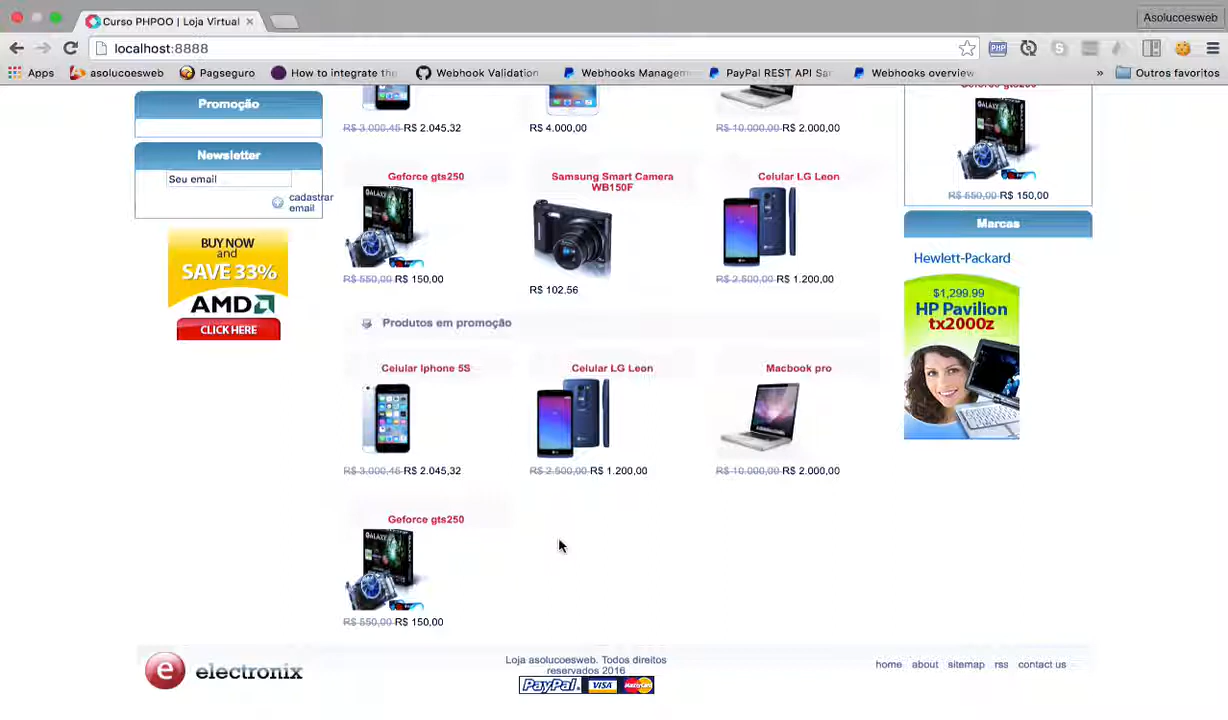 Curso PHPOO | Loja Virtual
Asolucoesweb
localhost:8888
Apps
asolucoesweb
Pagseguro
How to integrate the
Webhook Validation
Webhooks Managem
PayPal REST API Sa
Webhooks overview
»
Outros favoritos
Promoção
Newsletter
Seu email
cadastrar
email
BUY NOW
and
SAVE 33%
AMD
CLICK HERE
R$ 3.000,45 R$ 2.045,32
R$ 4.000,00
R$ 10.000,00 R$ 2.000,00
Geforce gts250
R$ 550,00 R$ 150,00
Samsung Smart Camera
WB150F
R$ 102.56
Celular LG Leon
R$ 2.500,00 R$ 1.200,00
Produtos em promoção
Celular Iphone 5S
R$ 3.000,45 R$ 2.045,32
Celular LG Leon
R$ 2.500,00 R$ 1.200,00
Macbook pro
R$ 10.000,00 R$ 2.000,00
Geforce gts250
GALAXY
R$ 550,00 R$ 150,00
Geforce gts250
GALAXY
R$ 550,00 R$ 150,00
Marcas
Hewlett-Packard
$1,299.99
HP Pavilion
tx2000z
e electronix
Loja asolucoesweb. Todos direitos
reservados 2016
PayPal VISA MasterCard
home about sitemap rss contact us